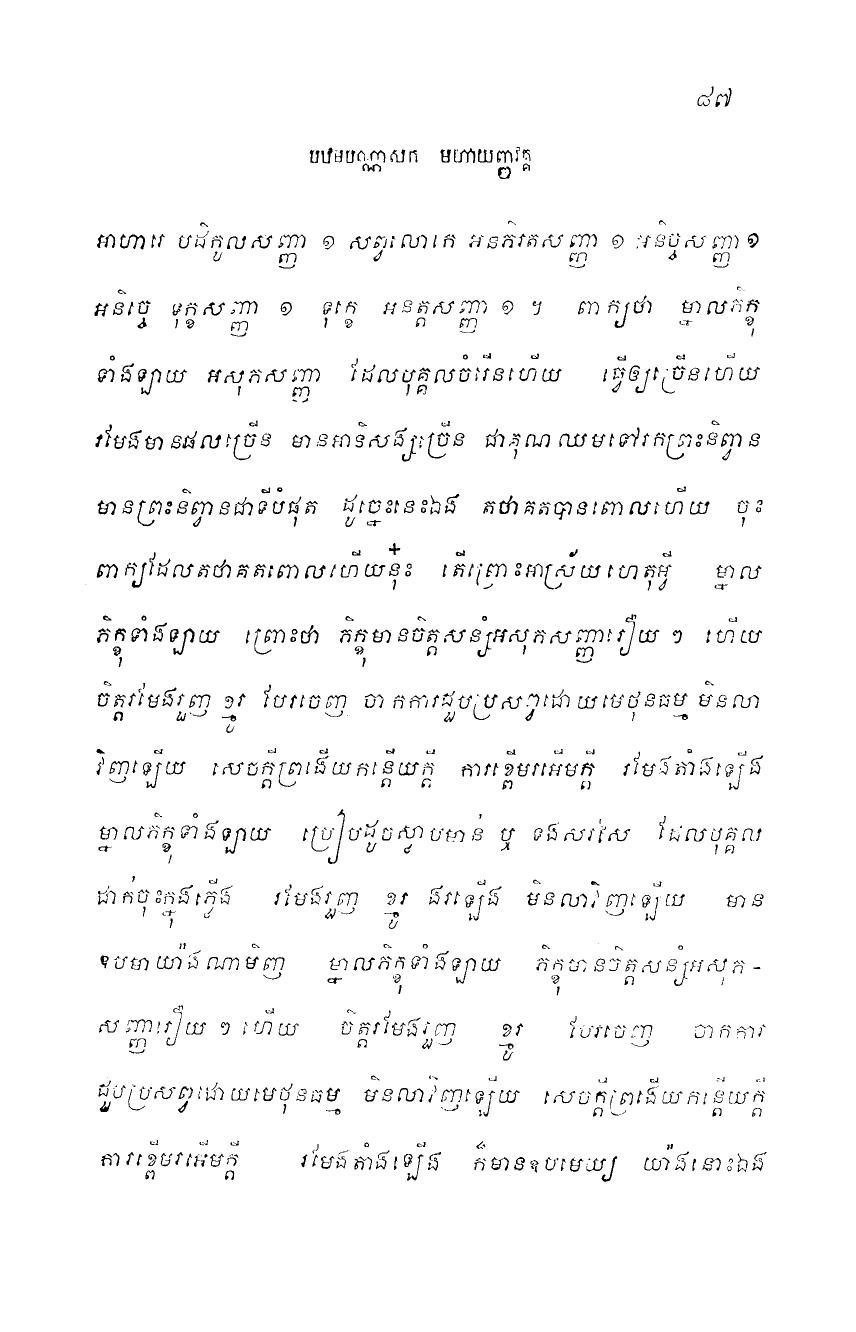 ៨៧
បឋមបណ្ណាសក មហាយញ្ញវគ្គ
អាហារេ បដិកូលសញ្ញា ១ សព្វលោកេ អនភិរតសញ្ញា ១ អនិច្ចសញ្ញា ១
អនិច្ចេ ទុក្ខសញ្ញា ១ ទុក្ខេ អនត្តសញ្ញា ១ ។ ពាក្យថា ម្នាលភិក្ខុ
ទាំងឡាយ អសុភសញ្ញា ដែលបុគ្គលចំរើនហើយ ធ្វើឲ្យច្រើនហើយ
រមែងមានផលច្រើន មានអានិសង្សច្រើន ជាគុណឈមទៅរកព្រះនិព្វាន
មានព្រះនិព្វានជាទីបំផុត ដូច្នេះនេះឯង តថាគតបានពោលហើយ ចុះ
ពាក្យដែលតថាគតពោលហើយនុ៎ះ តើព្រោះអាស្រ័យហេតុអ្វី ម្នាល
ភិក្ខុទាំងឡាយ ព្រោះថា ភិក្ខុមានចិត្តសន្សំអសុភសញ្ញារឿយ ៗ ហើយ
ចិត្តរមែងរួញ ខ្មូរ បែរចេញ ចាកការជួបប្រសព្វដោយមេថុនធម្ម មិនលា
វិញឡើយ សេចក្តីព្រងើយកន្តើយក្តី ការខ្ពើមរអើមក្តី រមែងតាំងឡើង
ម្នាលភិក្ខុទាំងឡាយ ប្រៀបដូចស្លាបមាន់ ឬ ទងសរសៃ ដែលបុគ្គល
ដាក់ចុះក្នុងភ្លើង រមែងរួញ ខ្មូរ ងរឡើង មិនលាវិញឡើយ មាន
ឧបមាយ៉ាងណាមិញ ម្នាលភិក្ខុទាំងឡាយ ភិក្ខុមានចិត្តសន្សំអសុភ-
សញ្ញារឿយ ៗ ហើយ ចិត្តរមែងរួញ ខ្មូរ បែរចេញ ចាកការ
ជួបប្រសព្វដោយមេថុនធម្ម មិនលាវិញឡើយ សេចក្តីព្រងើយកន្តើយក្តី
ការខ្ពើមរអើមក្តី រមែងតាំងឡើង ក៏មានឧបមេយ្យ យ៉ាងនោះឯង